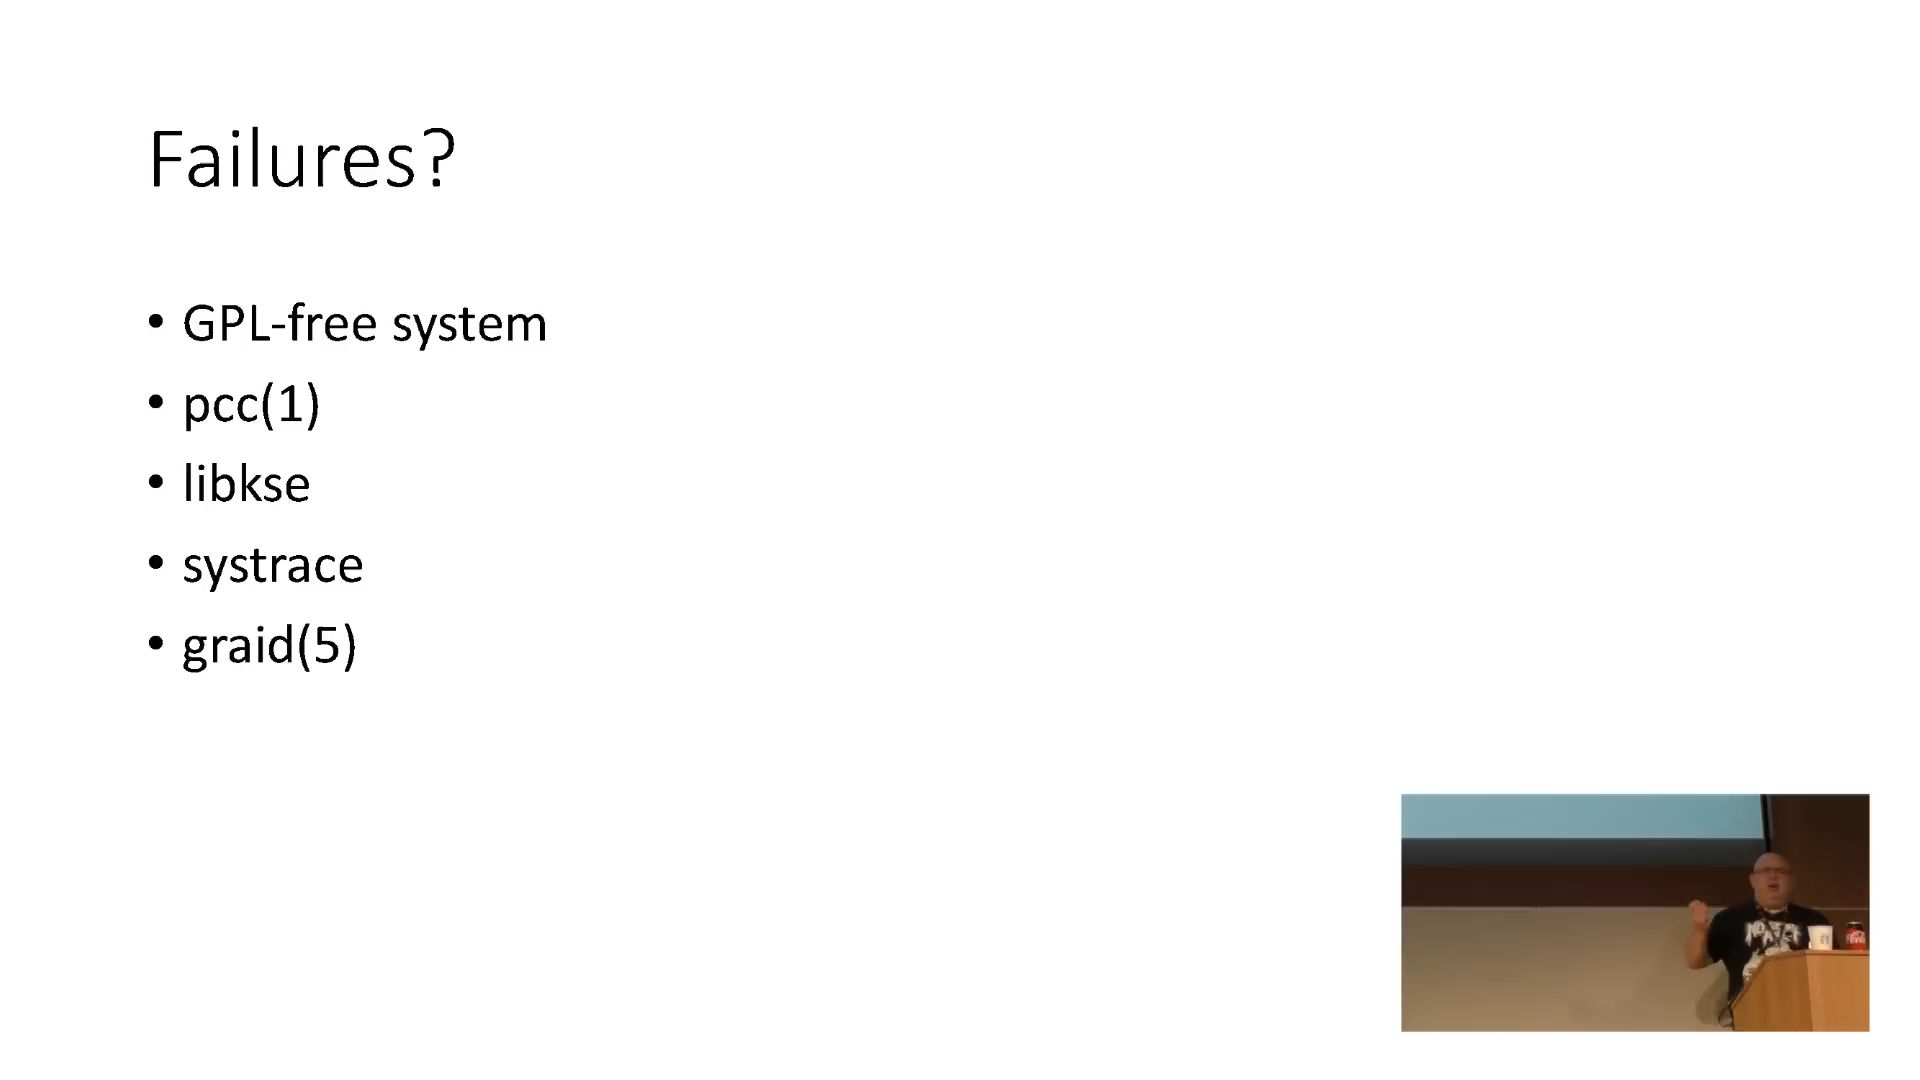 Failures?
• GPL-free system
• pcc(1)
• libkse
• systrace
• graid(5)